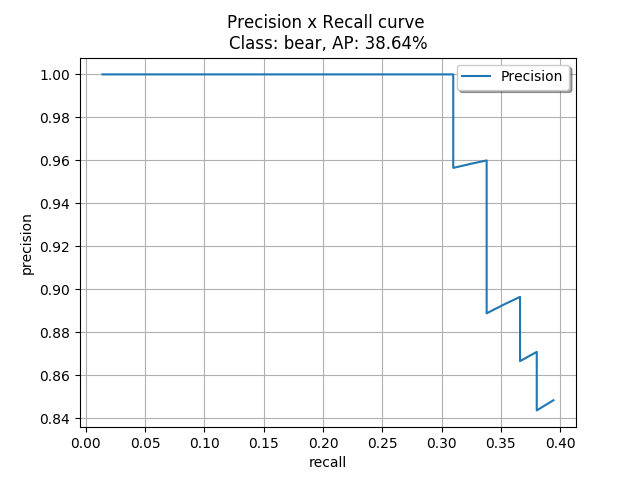 Precision x Recall curve
Class: bear, AP: 38.64%
Precision
1.00
0.98
0.96
0.94
0.92
0.90
0.88
0.86
0.84
precision
0.00 0.05 0.10 0.15 0.20 0.25 0.30 0.35 0.40
recall